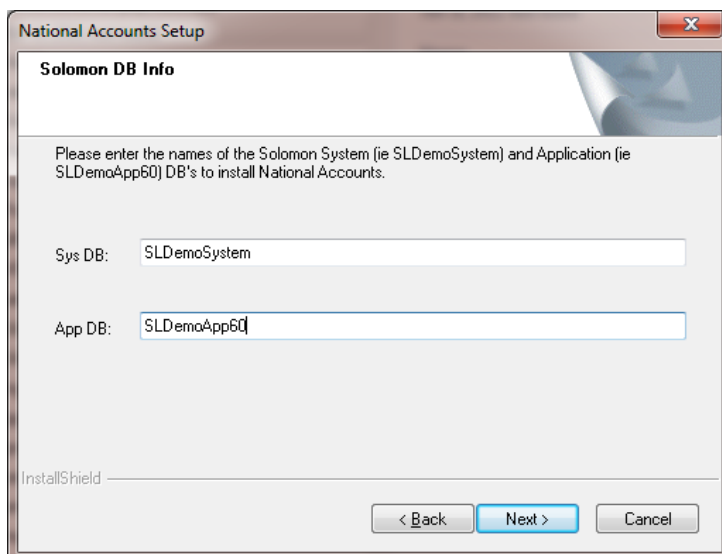 National Accounts Setup
Solomon DB Info
Please enter the names of the Solomon System (ie SLDemoSystem) and Application (ie
SLDemoApp60) DB's to install National Accounts.
Sys DB: SLDemoSystem
App DB: SLDemoApp60
InstallShield
< Back Next > Cancel